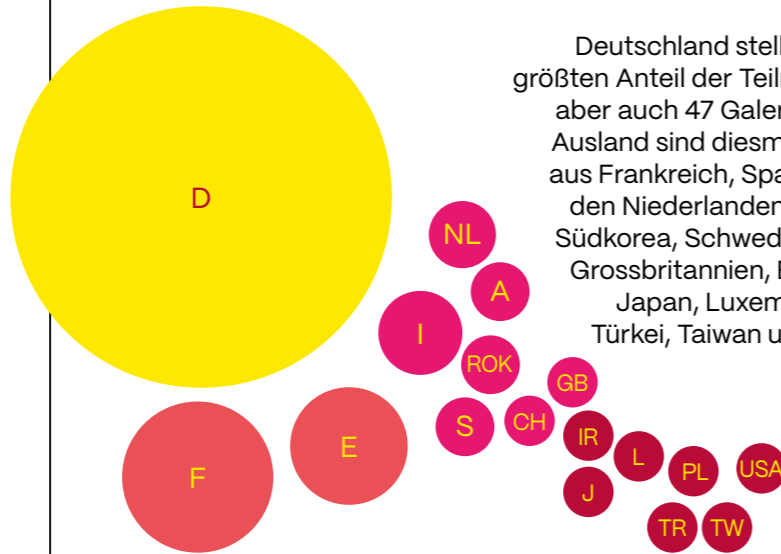 Deutschland stell
größten Anteil der Teil
aber auch 47 Galer
Ausland sind diesm
aus Frankreich, Spa
den Niederlanden
Südkorea, Schwed
Grossbritannien,
Japan, Luxem
Türkei, Taiwan u
D
NL
A
I
ROK
GB
S
CH
IR
E
L
PL
USA
F
J
TR
TW